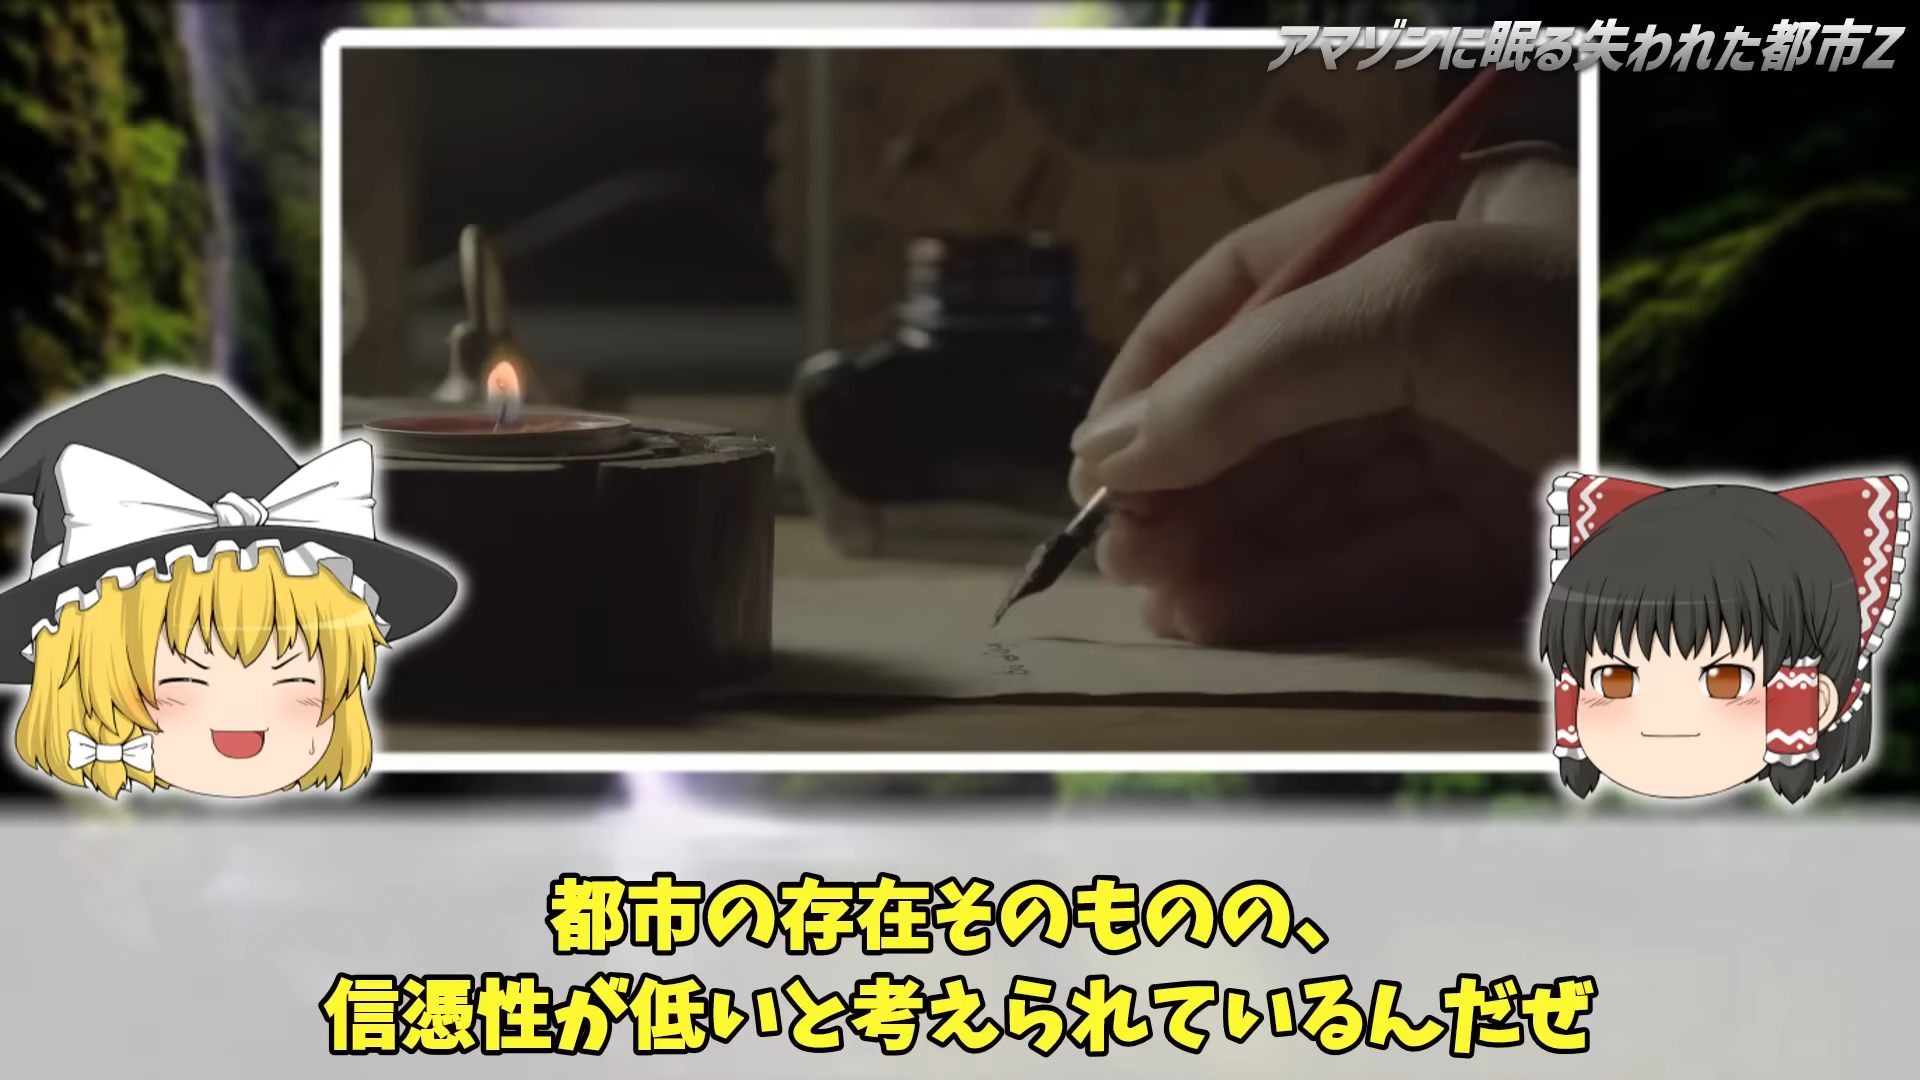 アマゾンに眠る失われた都市Z
都市の存在そのものの、
信憑性が低いと考えられているんだぜ